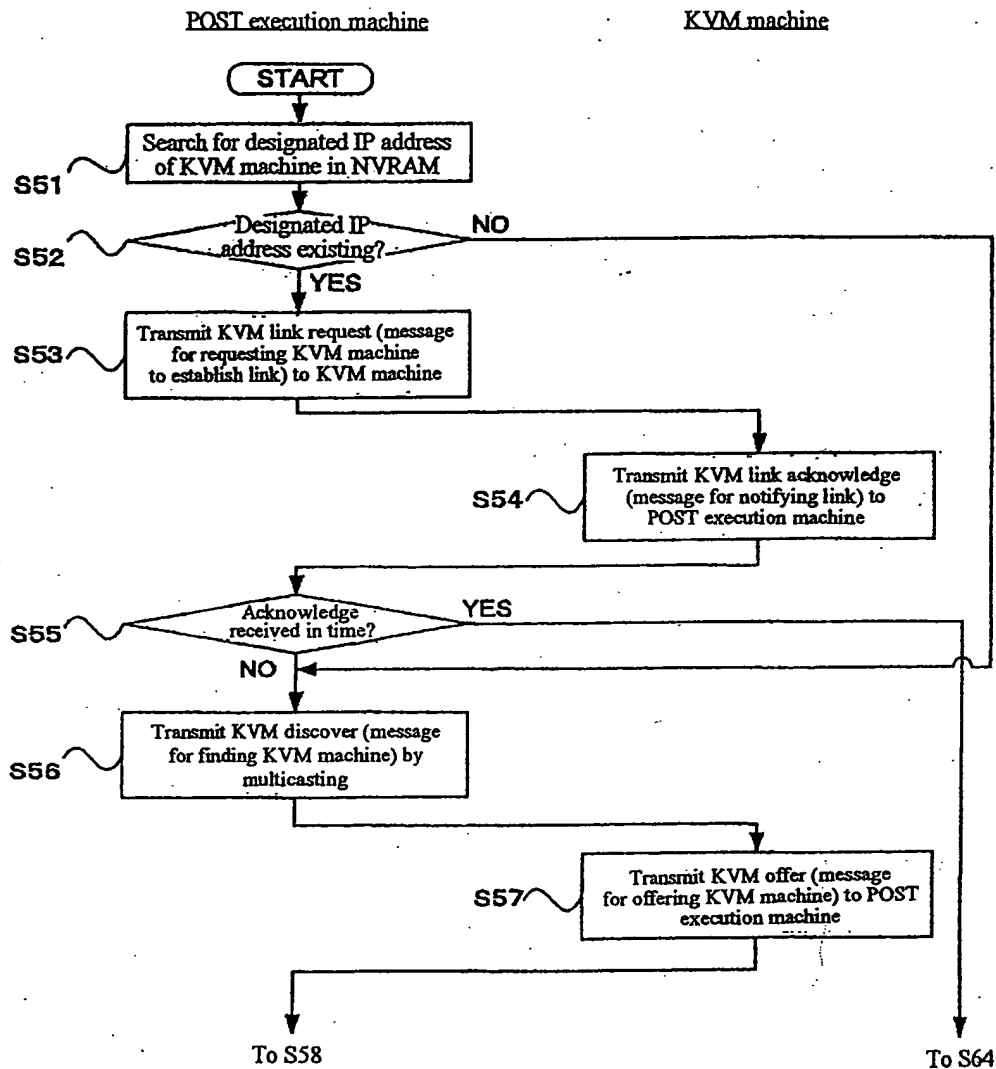 POST execution machine
KVM machine
START
Search for designated IP address
of KVM machine in NVRAM
S51
Designated IP
address existing?
NO
S52
YES
Transmit KVM link request (message
for requesting KVM machine
to establish link) to KVM machine
S53
Transmit KVM link acknowledge
(message for notifying link) to
POST execution machine
S54
Acknowledge
received in time?
YES
S55
NO
Transmit KVM discover (message
for finding KVM machine) by
multicasting
S56
Transmit KVM offer (message
for offering KVM machine) to POST
execution machine
S57
To S58
To S64